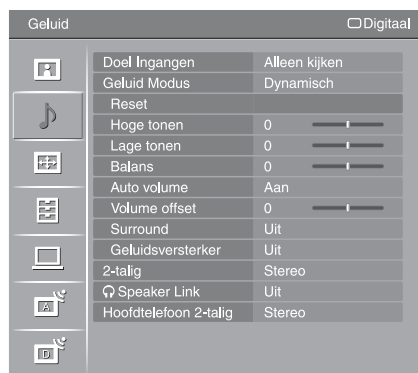 Geluid Digitaal
Doel Ingangen Alleen kijken
Geluid Modus Dynamisch
Reset
Hoge tonen 0
Lage tonen 0
Balans 0
Auto volume Aan
Volume offset 0
Surround Uit
Geluidsversterker Uit
2-talig Stereo
Speaker Link Uit
Hoofdtelefoon 2-talig Stereo
A
D